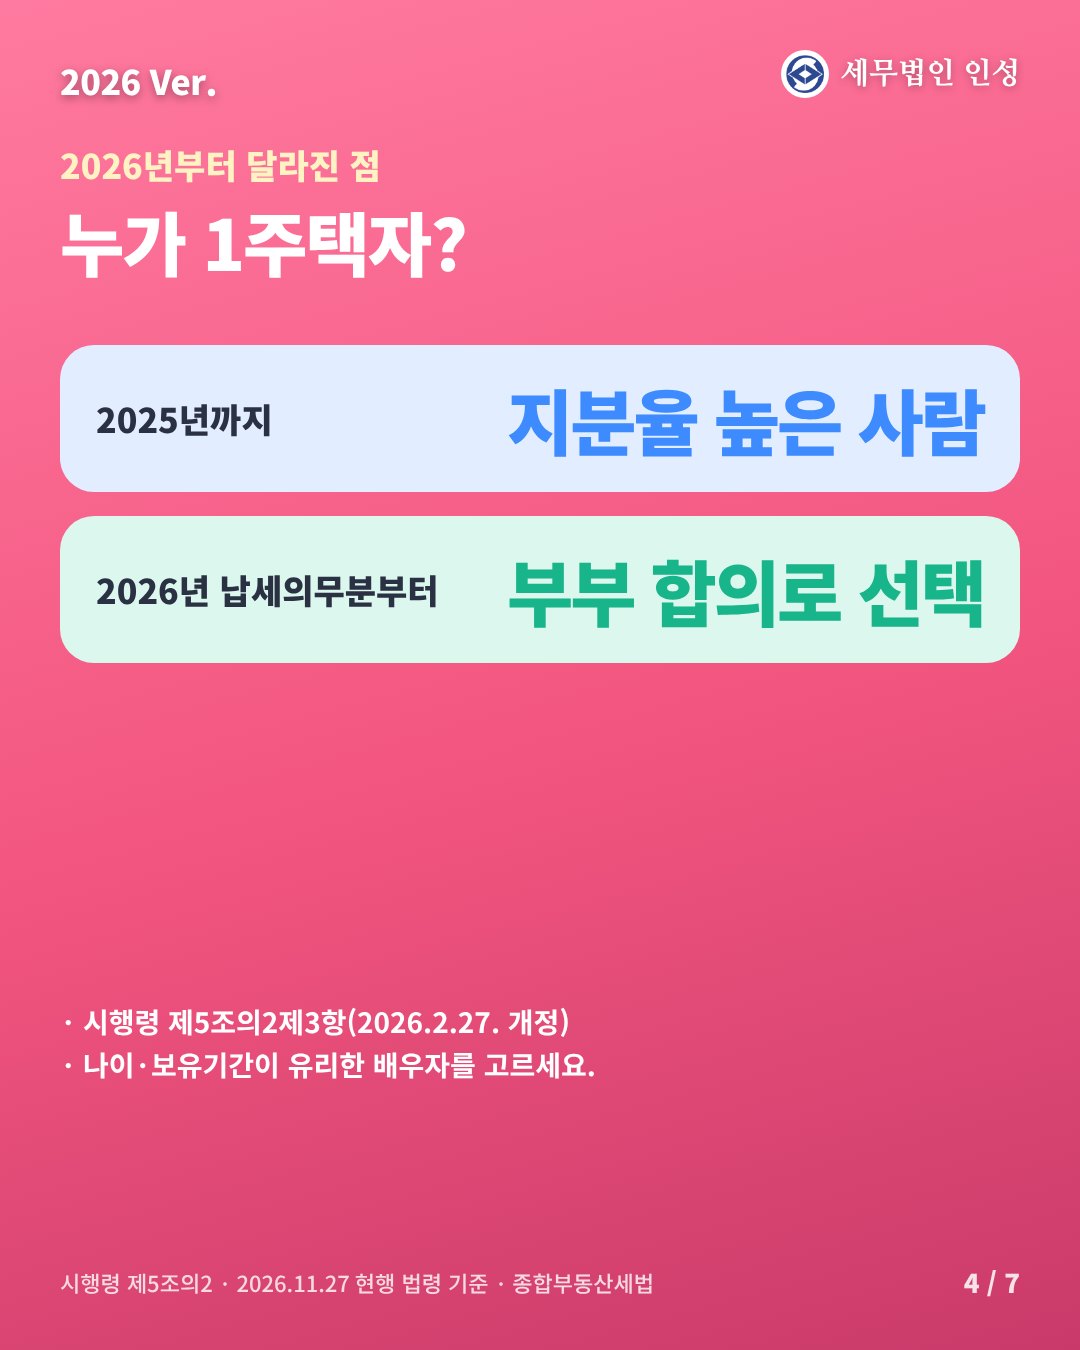 2026 Ver.
세무법인 인성
2026년부터 달라진 점
누가 1주택자?
2025년까지
지분율 높은 사람
2026년 납세의무분부터
부부 합의로 선택
· 시행령 제5조의2제3항(2026.2.27. 개정)
· 나이·보유기간이 유리한 배우자를 고르세요.
시행령 제5조의2 · 2026.11.27 현행 법령 기준 · 종합부동산세법
4 / 7